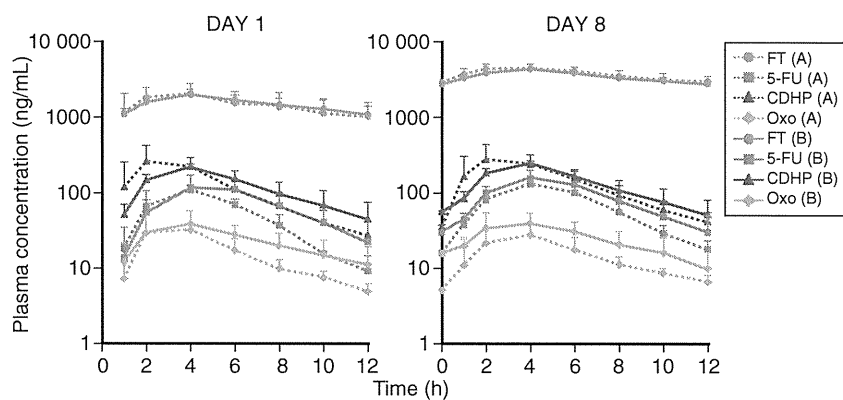 DAY 1
DAY 8
Plasma concentration (ng/mL)
10 000
1000
100
10
1
0 2 4 6 8 10 12
10 000
1000
100
10
1
0 2 4 6 8 10 12
Time (h)
FT (A)
5-FU (A)
CDHP (A)
Oxo (A)
FT (B)
5-FU (B)
CDHP (B)
Oxo (B)